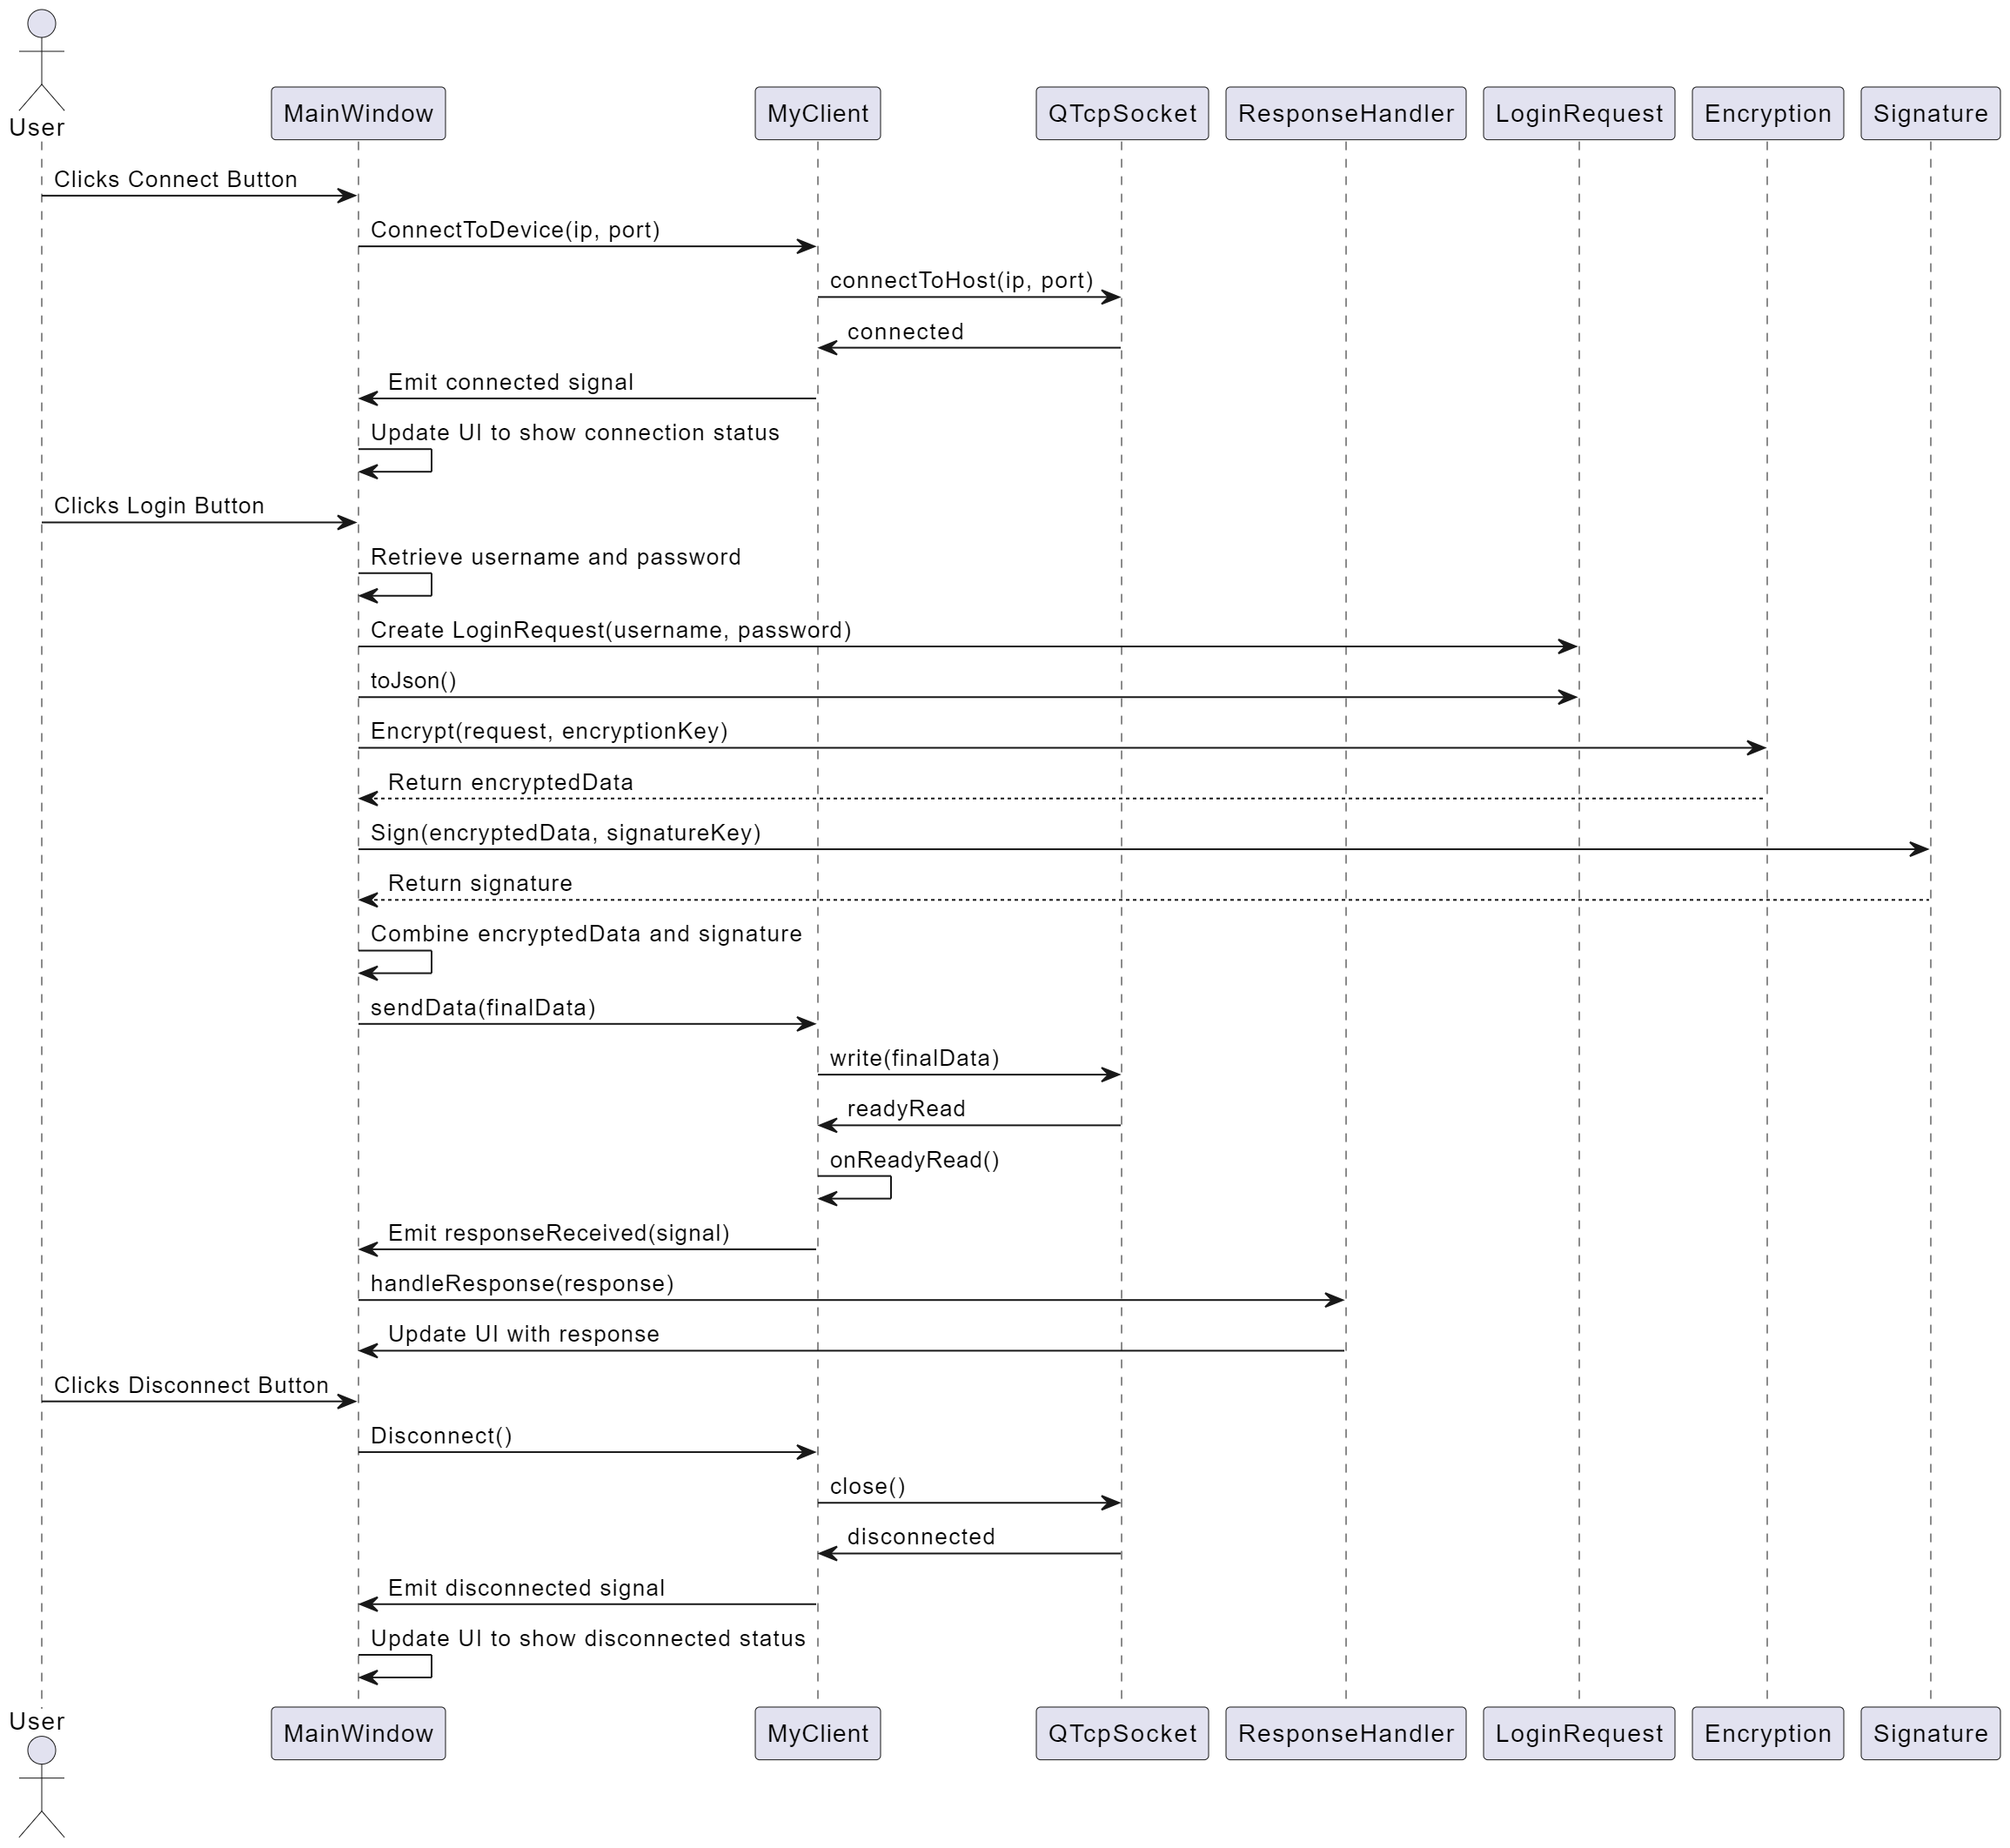 User
MainWindow
MyClient
QTcpSocket
ResponseHandler
LoginRequest
Encryption
Signature
Clicks Connect Button
ConnectToDevice(ip, port)
connectToHost(ip, port)
connected
Emit connected signal
Update UI to show connection status
Clicks Login Button
Retrieve username and password
Create LoginRequest(username, password)
toJson()
Encrypt(request, encryptionKey)
Return encryptedData
Sign(encryptedData, signatureKey)
Return signature
Combine encryptedData and signature
sendData(finalData)
write(finalData)
readyRead
onReadyRead()
Emit responseReceived(signal)
handleResponse(response)
Update UI with response
Clicks Disconnect Button
Disconnect()
close()
disconnected
Emit disconnected signal
Update UI to show disconnected status
User
MainWindow
MyClient
QTcpSocket
ResponseHandler
LoginRequest
Encryption
Signature